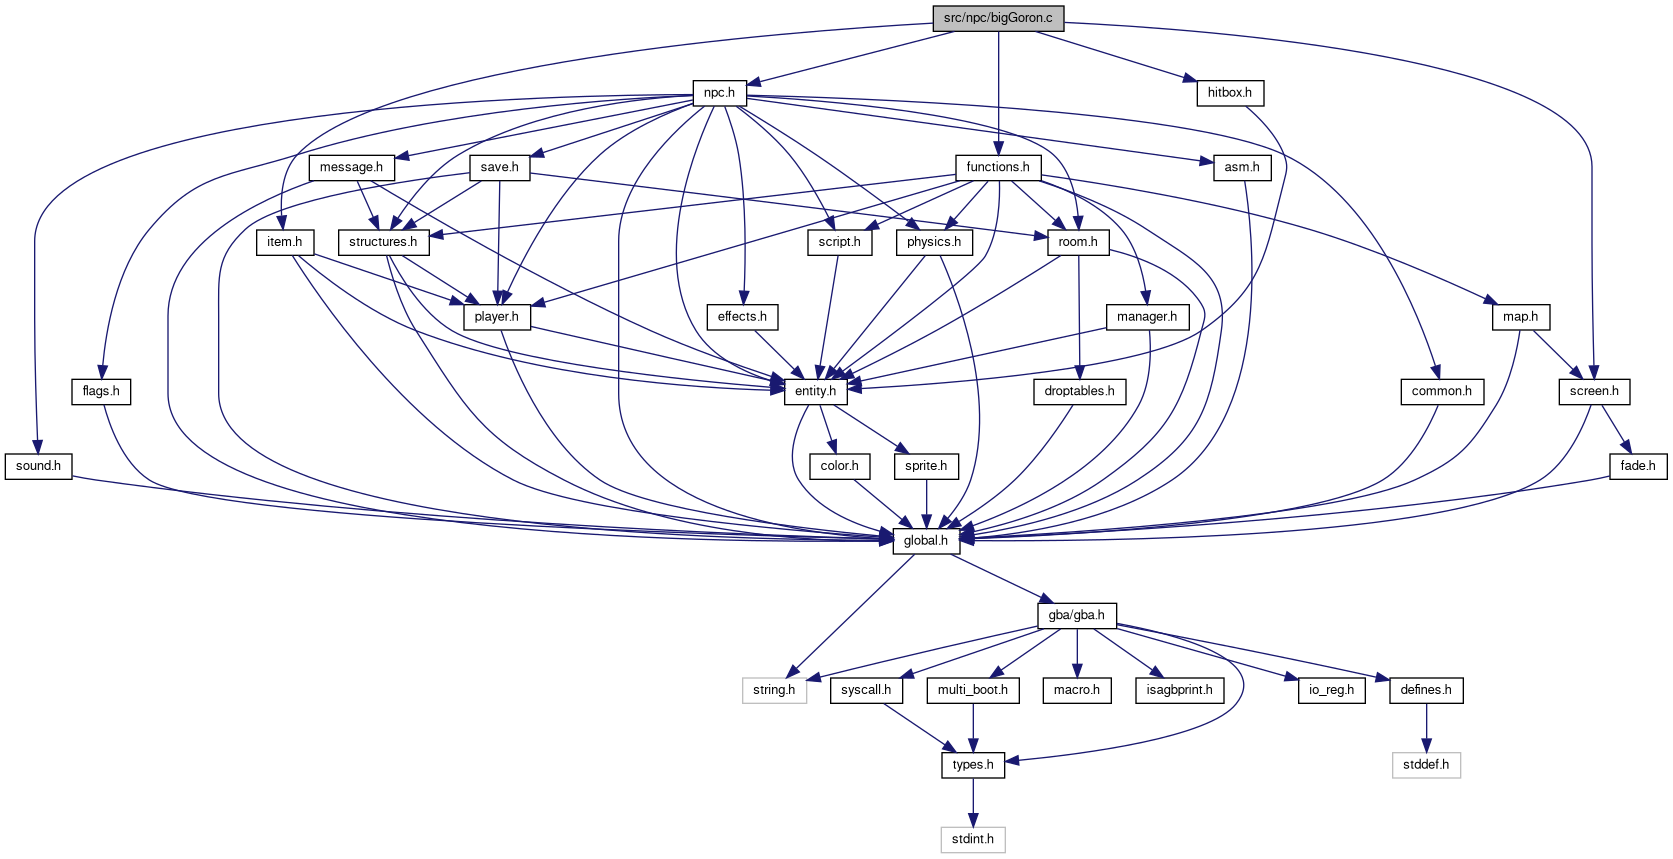 src/npc/bigGoron.c
npc.h
hitbox.h
message.h
save.h
functions.h
asm.h
item.h
structures.h
script.h
physics.h
room.h
player.h
effects.h
manager.h
map.h
flags.h
entity.h
droptables.h
common.h
screen.h
sound.h
color.h
sprite.h
fade.h
global.h
gba/gba.h
string.h
syscall.h
multi_boot.h
macro.h
isagbprint.h
io_reg.h
defines.h
types.h
stddef.h
stdint.h